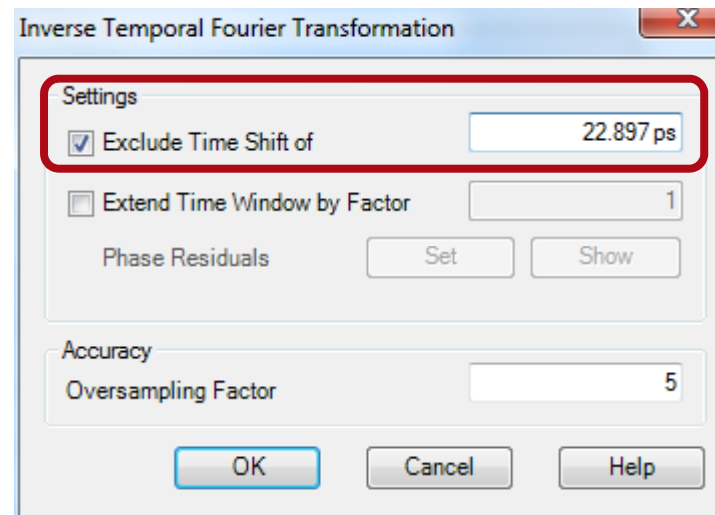 Inverse Temporal Fourier Transformation
Settings
Exclude Time Shift of 22.897 ps
Extend Time Window by Factor 1
Phase Residuals Set Show
Accuracy
Oversampling Factor 5
OK Cancel Help